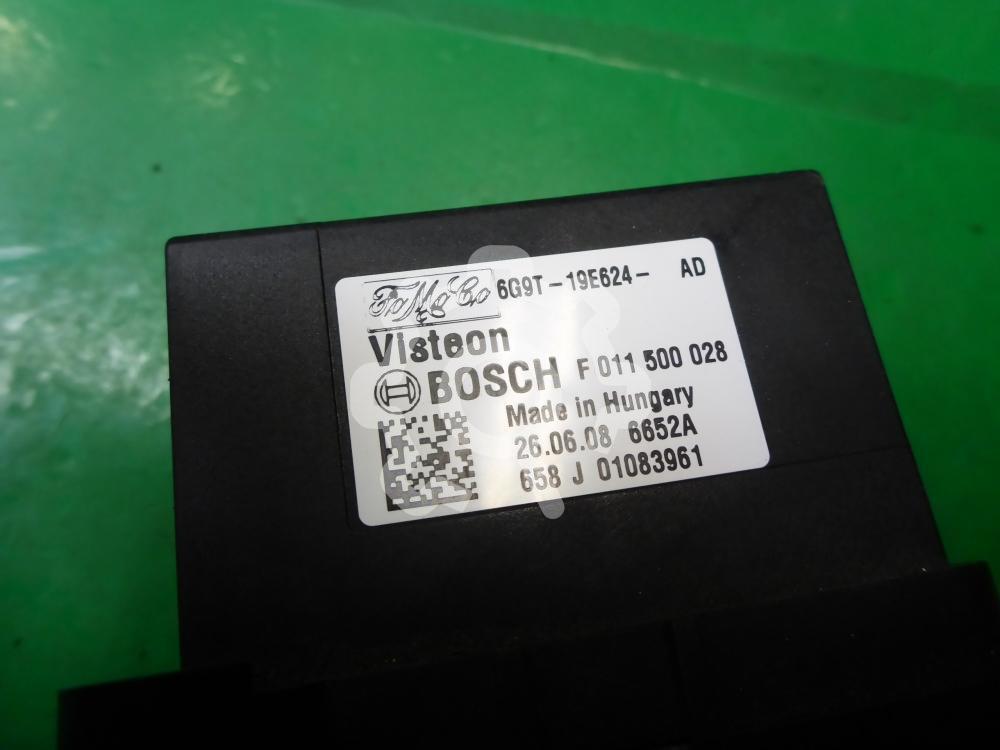 FoMoCo 6G9T-19E624- AD
Visteon
BOSCH F 011 500 028
Made in Hungary
26.06.08 6652A
658 J 01083961